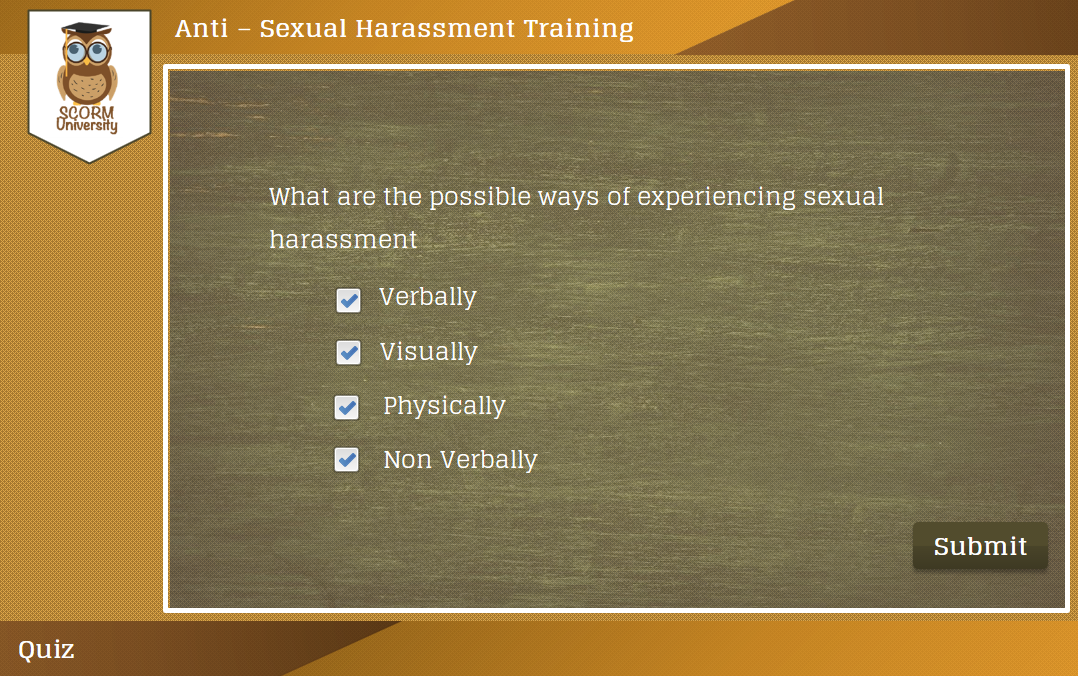 Anti – Sexual Harassment Training
SCORM
University
What are the possible ways of experiencing sexual
harassment
Verbally
Visually
Physically
Non Verbally
Submit
Quiz